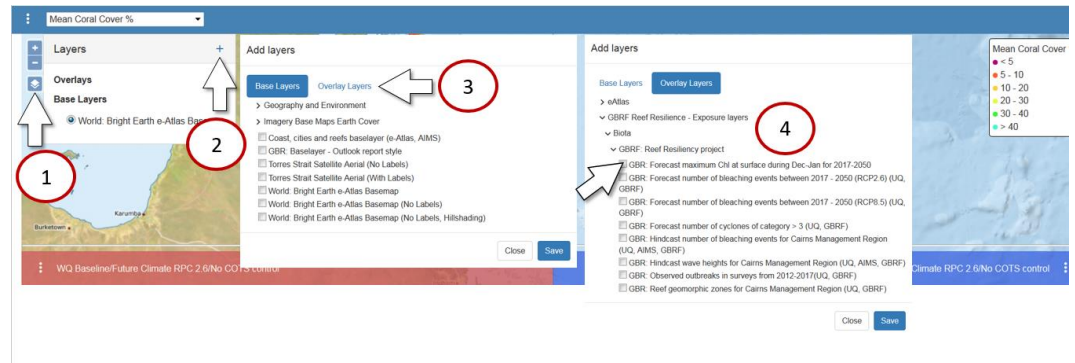 Mean Coral Cover %
Layers
+
Overlays
Base Layers
World: Bright Earth e-Atlas Bas
1
2
Karumba
Burketown
Add layers
Base Layers Overlay Layers
3
> Geography and Environment
> Imagery Base Maps Earth Cover
Coast, cities and reefs baselayer (e-Atlas, AIMS)
GBR: Baselayer - Outlook report style
Torres Strait Satellite Aerial (No Labels)
Torres Strait Satellite Aerial (With Labels)
World: Bright Earth e-Atlas Basemap
World: Bright Earth e-Atlas Basemap (No Labels)
World: Bright Earth e-Atlas Basemap (No Labels, Hillshading)
Close Save
Add layers
Base Layers Overlay Layers
> eAtlas
GBRF Reef Resilience - Exposure layers
Biota
GBRF: Reef Resiliency project
4
GBR: Forecast maximum Chl at surface during Dec-Jan for 2017-2050
GBR: Forecast number of bleaching events between 2017 - 2050 (RCP2.6) (UQ,
GBRF)
GBR: Forecast number of bleaching events between 2017 - 2050 (RCP8.5) (UQ,
GBRF)
GBR: Forecast number of cyclones of category > 3 (UQ, GBRF)
GBR: Hindcast number of bleaching events for Cairns Management Region
(UQ, AIMS, GBRF)
GBR: Hindcast wave heights for Cairns Management Region (UQ, AIMS, GBRF)
GBR: Observed outbreaks in surveys from 2012-2017(UQ, GBRF)
GBR: Reef geomorphic zones for Cairns Management Region (UQ, GBRF)
Close Save
Mean Coral Cover
< 5
5 - 10
10 - 20
20 - 30
30 - 40
> 40
WQ Baseline/Future Climate RPC 2.6/No COTS control
Climate RPC 2.6/No COTS control